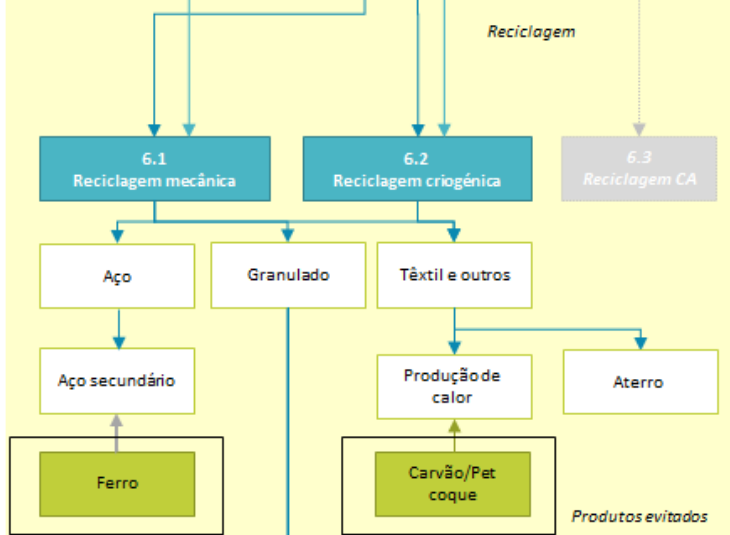 Reciclagem
6.1
Reciclagem mecânica
6.2
Reciclagem criogénica
6.3
Reciclagem CA
Aço
Granulado
Têxtil e outros
Aço secundário
Produção de
calor
Aterro
Ferro
Carvão/Pet
coque
Produtos evitados